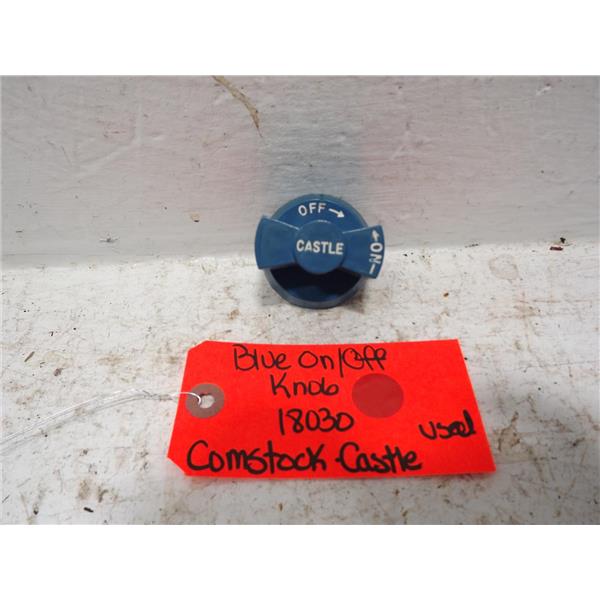 OFF→
CASTLE
←ON→
Blue On/Off
Knob
18030
used
Comstock Castle